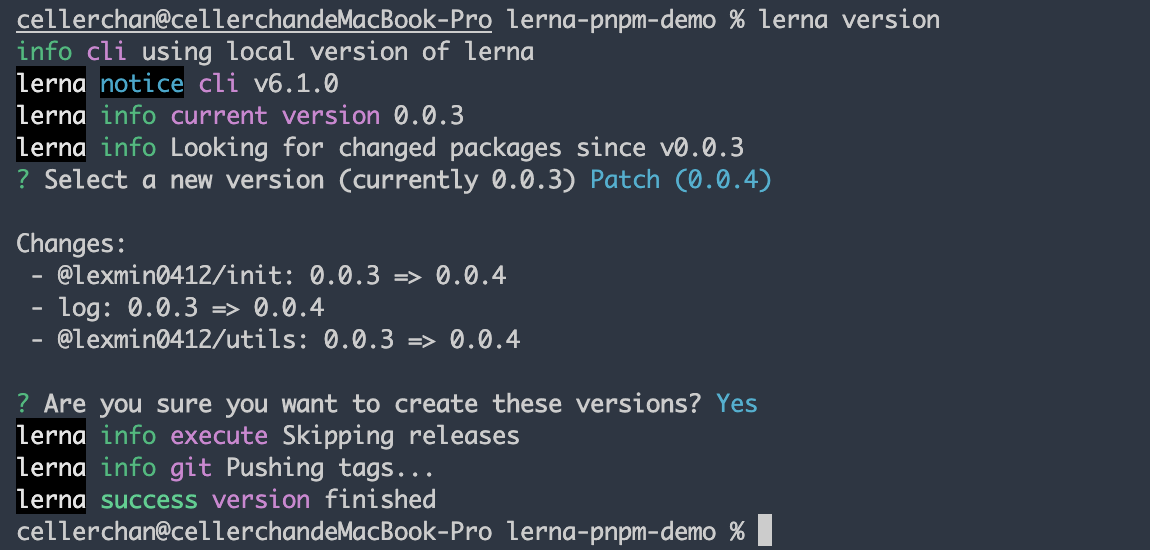 cellerchan@cellerchandeMacBook-Pro lerna-pnpm-demo % lerna version
info cli using local version of lerna
lerna notice cli v6.1.0
lerna info current version 0.0.3
lerna info Looking for changed packages since v0.0.3
? Select a new version (currently 0.0.3) Patch (0.0.4)
Changes:
- @lexmin0412/init: 0.0.3 => 0.0.4
- log: 0.0.3 => 0.0.4
- @lexmin0412/utils: 0.0.3 => 0.0.4
? Are you sure you want to create these versions? Yes
lerna info execute Skipping releases
lerna info git Pushing tags...
lerna success version finished
cellerchan@cellerchandeMacBook-Pro lerna-pnpm-demo %